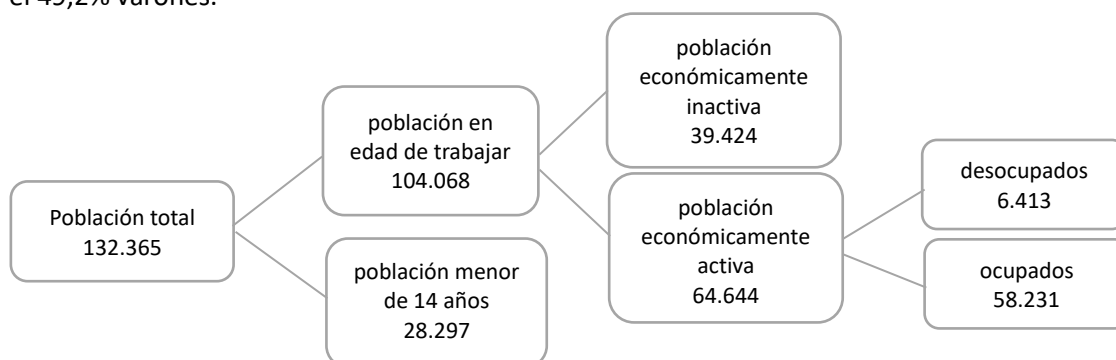 el 49,2% varones.
Población total
132.365
población en
edad de trabajar
104.068
población menor
de 14 años
28.297
población
económicamente
inactiva
39.424
población
económicamente
activa
64.644
desocupados
6.413
ocupados
58.231